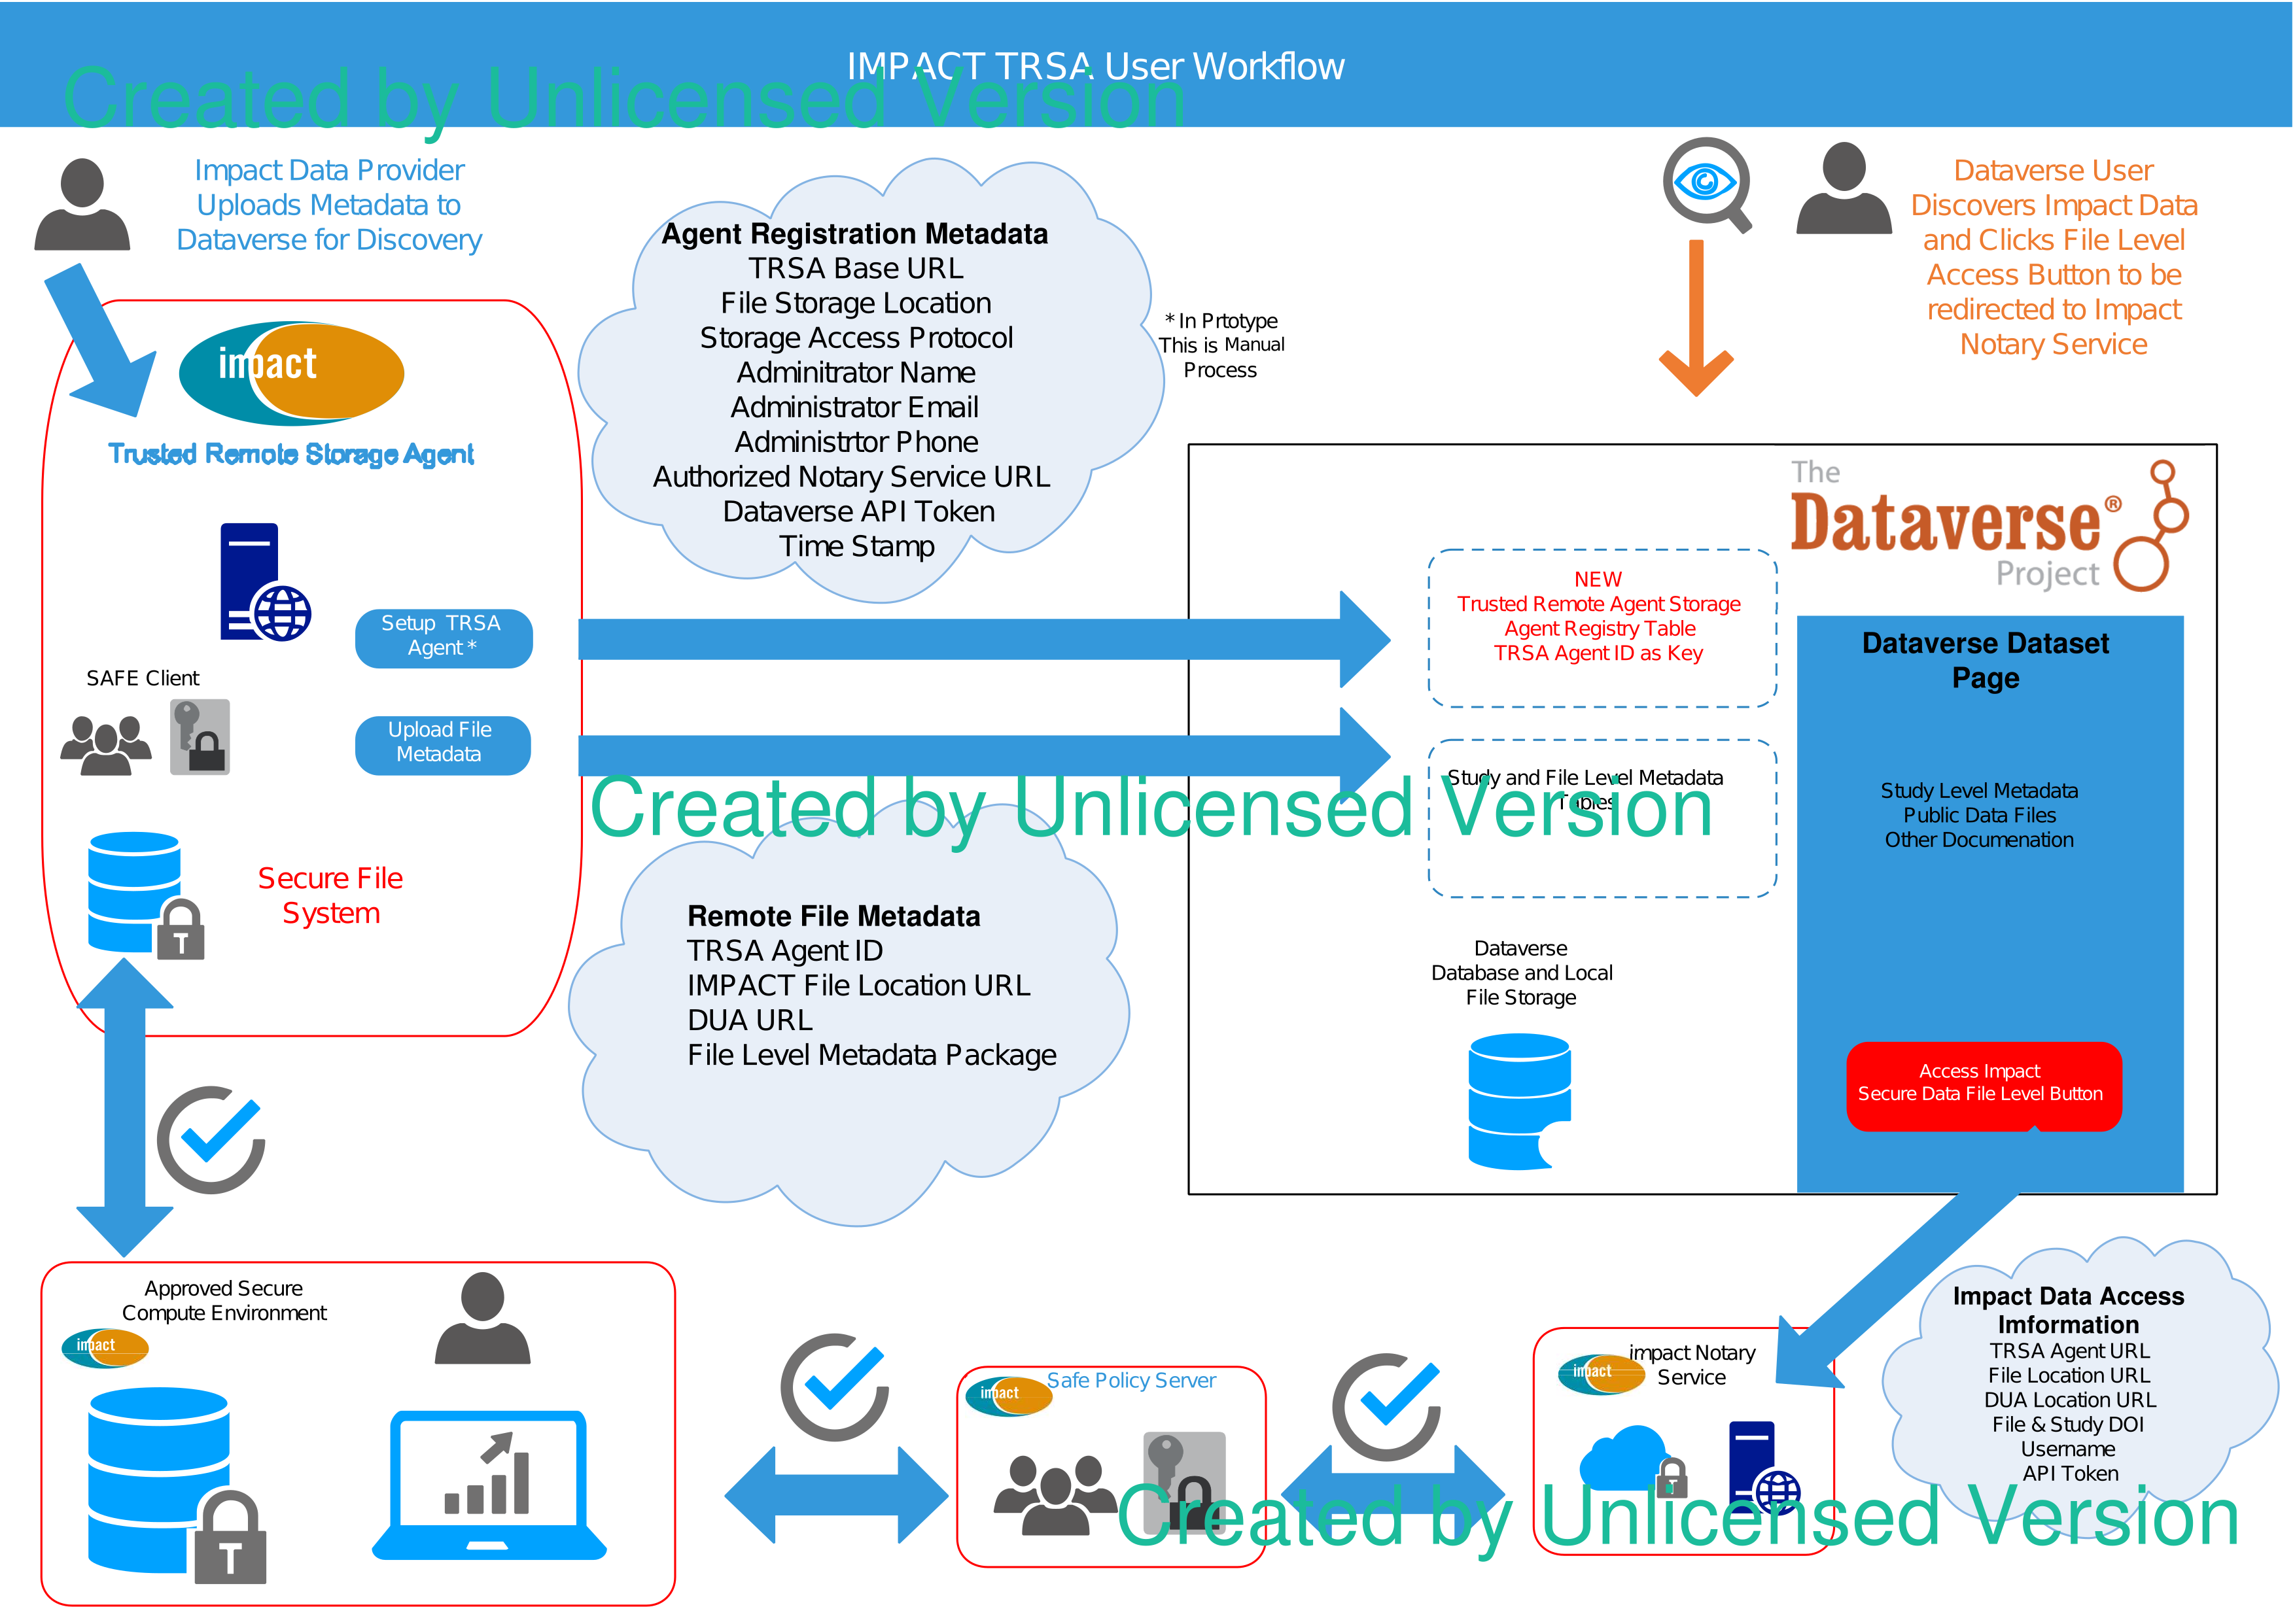 IMPACT TRSA User Workflow
Created by Unlicensed Version
Impact Data Provider
Uploads Metadata to
Dataverse for Discovery
Agent Registration Metadata
TRSA Base URL
File Storage Location
Storage Access Protocol
Adminitrator Name
Administrator Email
Administrtor Phone
Authorized Notary Service URL
Dataverse API Token
Time Stamp
* In Prtotype
This is Manual
Process
Dataverse User
Discovers Impact Data
and Clicks File Level
Access Button to be
redirected to Impact
Notary Service
impact
Trusted Remote Storage Agent
Setup TRSA
Agent *
SAFE Client
Upload File
Metadata
Secure File
System
The
Dataverse®
Project
NEW
Trusted Remote Agent Storage
Agent Registry Table
TRSA Agent ID as Key
Study and File Level Metadata
Tables
Created by Unlicensed Version
Dataverse
Database and Local
File Storage
Dataverse Dataset
Page
Study Level Metadata
Public Data Files
Other Documenation
Access Impact
Secure Data File Level Button
Remote File Metadata
TRSA Agent ID
IMPACT File Location URL
DUA URL
File Level Metadata Package
T
Approved Secure
Compute Environment
impact
T
impact
Safe Policy Server
impact
impact Notary
Service
T
Impact Data Access
Imformation
TRSA Agent URL
File Location URL
DUA Location URL
File & Study DOI
Username
API Token
Created by Unlicensed Version